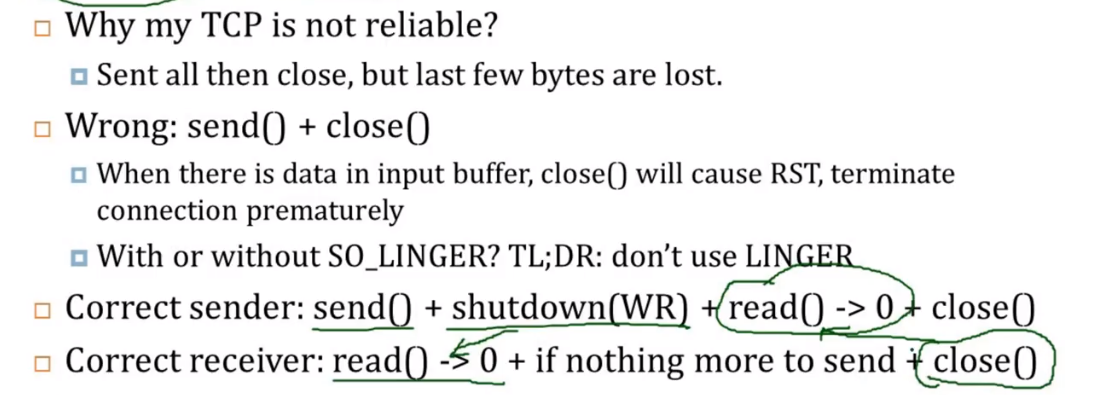 Why my TCP is not reliable?
Sent all then close, but last few bytes are lost.
Wrong: send() + close()
When there is data in input buffer, close() will cause RST, terminate
connection prematurely
With or without SO_LINGER? TL;DR: don't use LINGER
Correct sender: send() + shutdown(WR) + read() -> 0 + close()
Correct receiver: read() -> 0 + if nothing more to send + close()